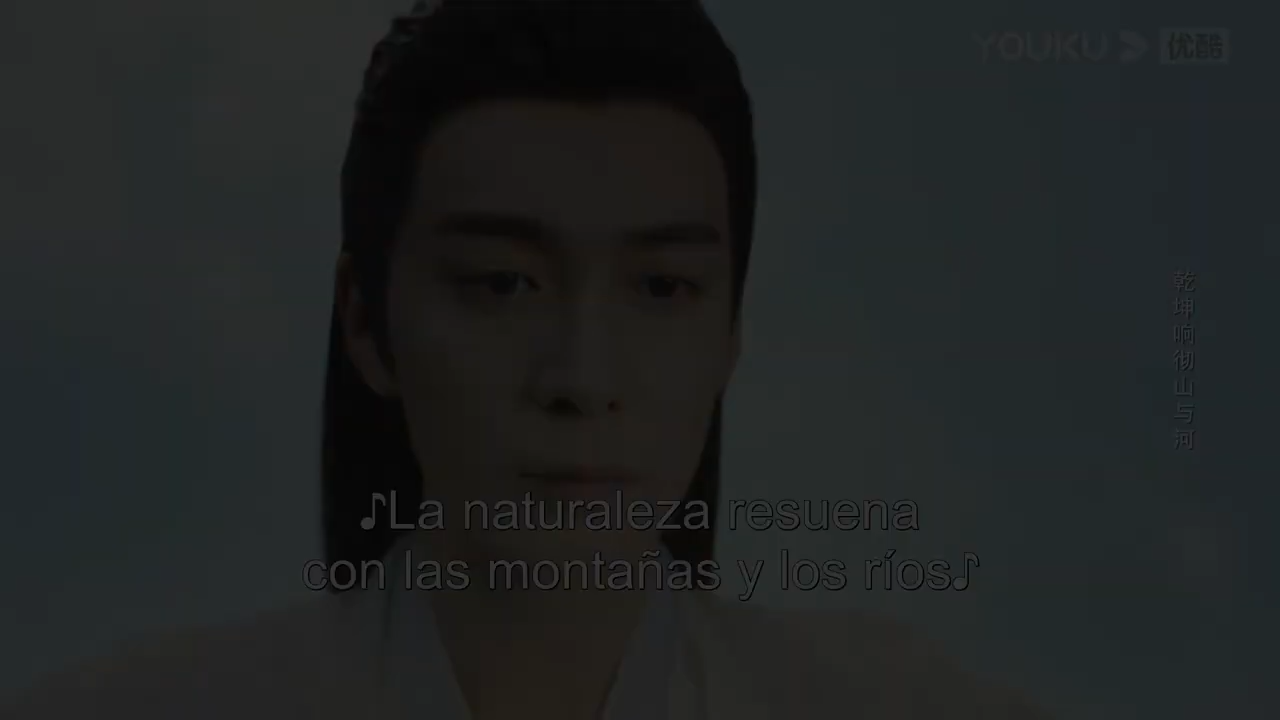 YOUKU 优酷
乾坤响彻山与河
♪La naturaleza resuena
con las montañas y los ríos♪